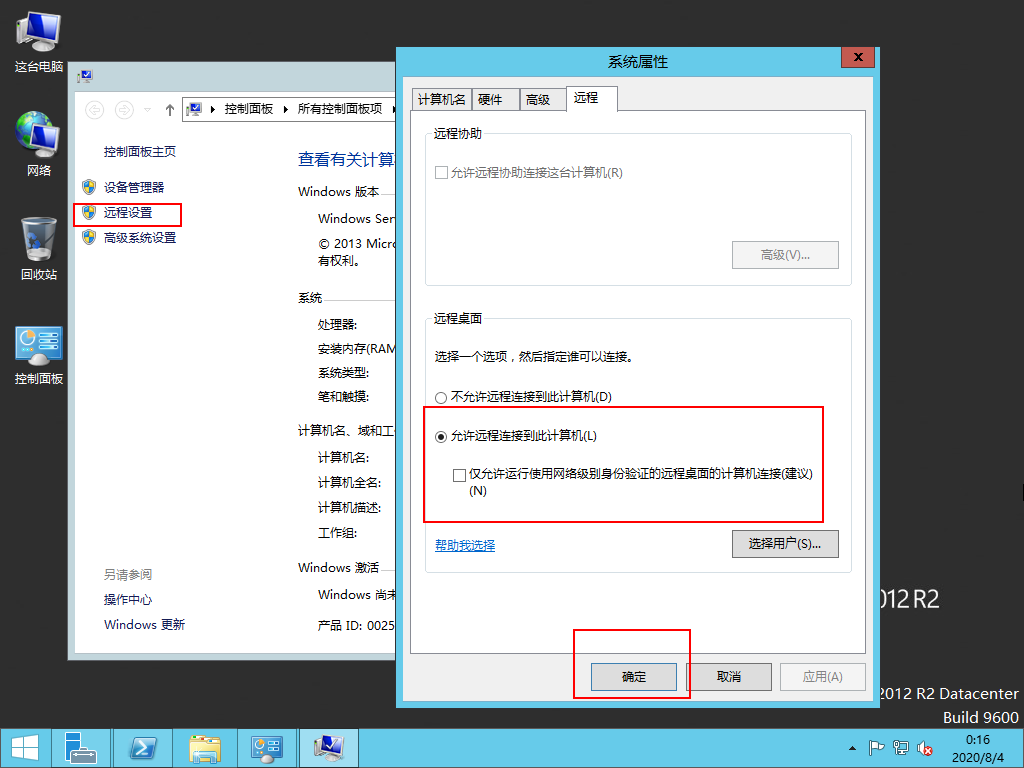 这台电脑
网络
回收站
控制面板
控制面板
所有控制面板项
控制面板主页
设备管理器
远程设置
高级系统设置
另请参阅
操作中心
Windows 更新
查看有关计算
Windows 版本
Windows Ser
© 2013 Micro
有权利。
系统
处理器:
安装内存(RAM
系统类型:
笔和触摸:
计算机名、域和工
计算机名:
计算机全名:
计算机描述:
工作组:
Windows 激活
Windows 尚未
产品 ID: 0025
系统属性
x
计算机名 硬件 高级 远程
远程协助
允许远程协助连接这台计算机(R)
高级(V)...
远程桌面
选择一个选项，然后指定谁可以连接。
不允许远程连接到此计算机(D)
允许远程连接到此计算机(L)
仅允许运行使用网络级别身份验证的远程桌面的计算机连接(建议)
(N)
帮助我选择
选择用户(S)...
确定 取消 应用(A)
012 R2
2012 R2 Datacenter
Build 9600
0:16
2020/8/4